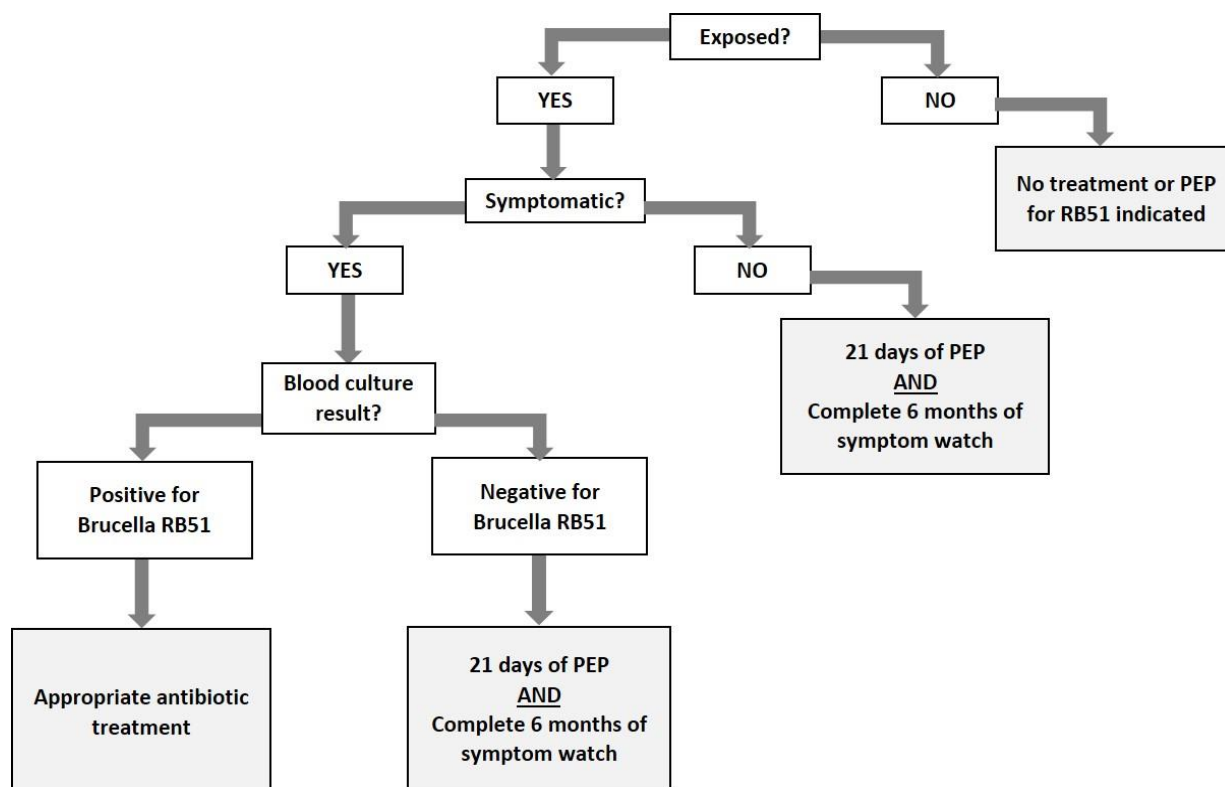 Exposed?
YES
NO
No treatment or PEP
for RB51 indicated
Symptomatic?
YES
NO
21 days of PEP
AND
Complete 6 months of
symptom watch
Blood culture
result?
Positive for
Brucella RB51
Negative for
Brucella RB51
Appropriate antibiotic
treatment
21 days of PEP
AND
Complete 6 months of
symptom watch